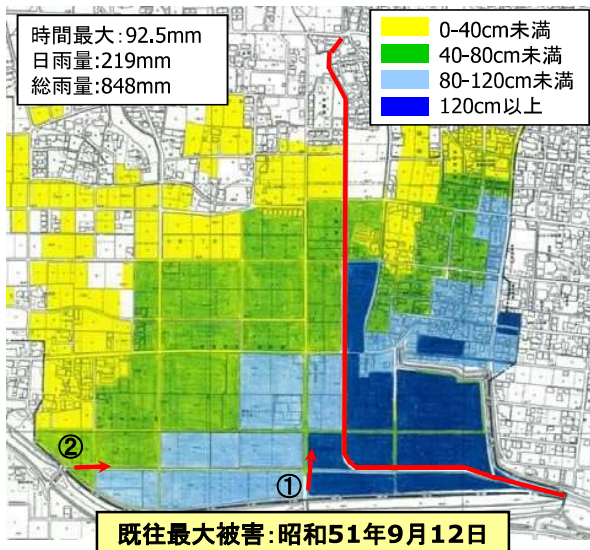 時間最大:92.5mm
日雨量:219mm
総雨量:848mm
0-40cm未満
40-80cm未満
80-120cm未満
120cm以上
②
①
既往最大被害:昭和51年9月12日